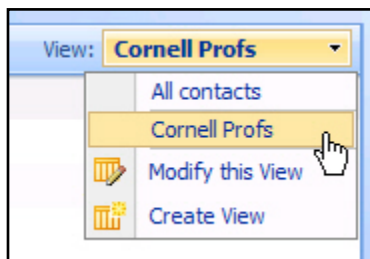 View: Cornell Profs
All contacts
Cornell Profs
Modify this View
Create View